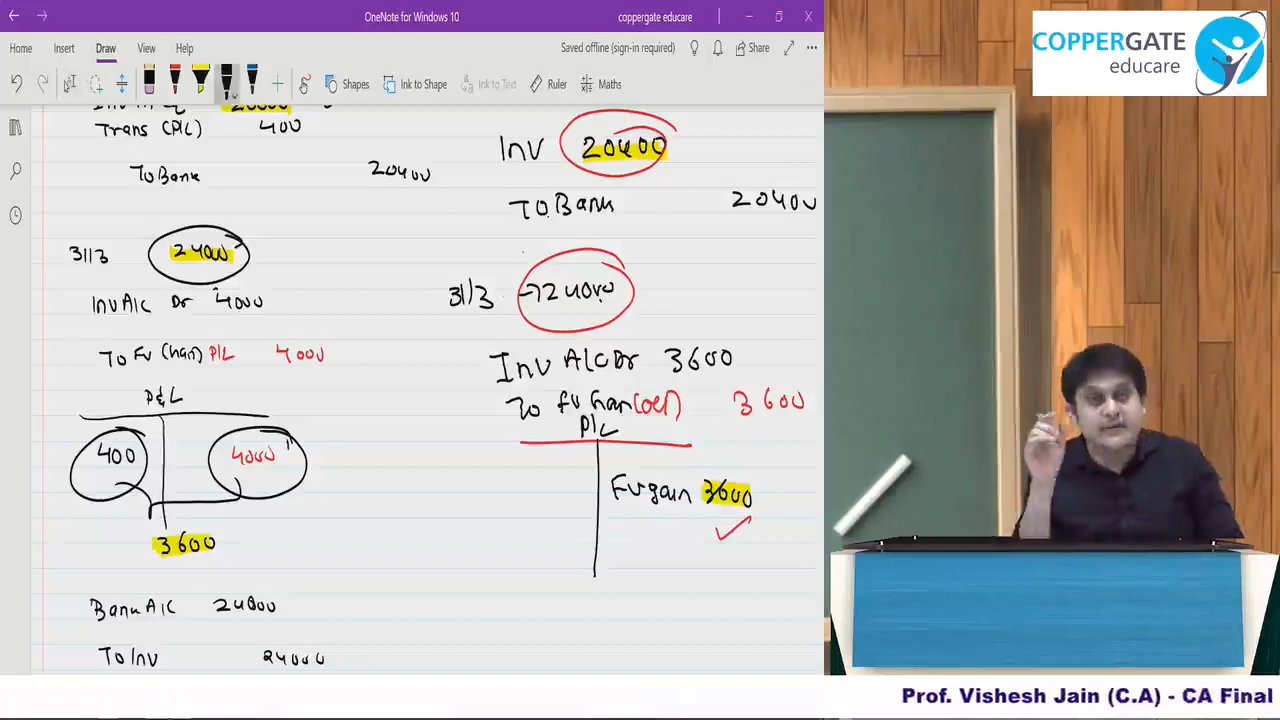 OneNote for Windows 10
coppergate educare
Home Insert Draw View Help
Saved offline (sign-in required)
Share
Shapes
Ink to Shape
Ink to Text
Ruler
Maths
COPPERGATE
educare
20000
Trans (P/L) 400
To Bank 20400
31/3 24000
Inv A/C Dr 4000
To FV Chan P/L 4000
P&L
400 4000
3600
Bank A/C 24000
To Inv 24000
Inv 20400
To Bank 20400
31/3 → 24000
Inv A/C Dr 3600
To FV Chan (OCI) 3600
P/L
FV gain 3600
Prof. Vishesh Jain (C.A) - CA Final